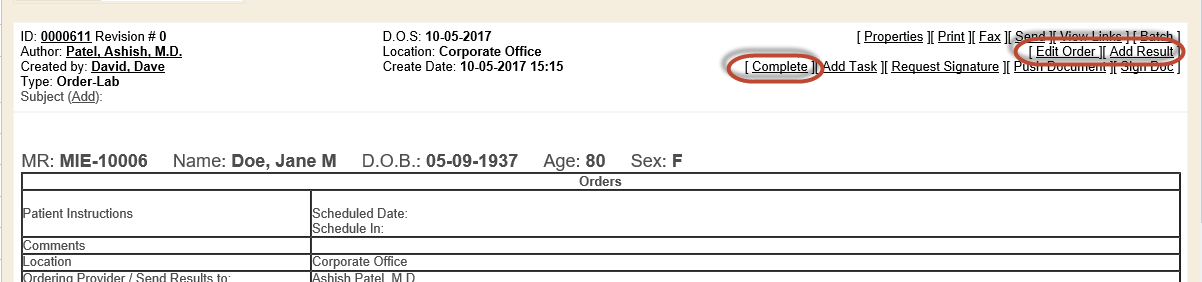 ID: 0000611 Revision # 0
Author: Patel, Ashish, M.D.
Created by: David, Dave
Type: Order-Lab
Subject (Add):
D.O.S: 10-05-2017
Location: Corporate Office
Create Date: 10-05-2017 15:15
[ Properties ][ Print ][ Fax ][ Send ][ View Links ] [ Batch ]
[ Edit Order ][ Add Result ]
[ Complete ][ Add Task ][ Request Signature ][ Push Document ][ Sign Doc ]
MR: MIE-10006 Name: Doe, Jane M D.O.B.: 05-09-1937 Age: 80 Sex: F
Orders
Patient Instructions
Scheduled Date:
Schedule In:
Comments
Location Corporate Office
Ordering Provider / Send Results to: Ashish Patel, M.D.